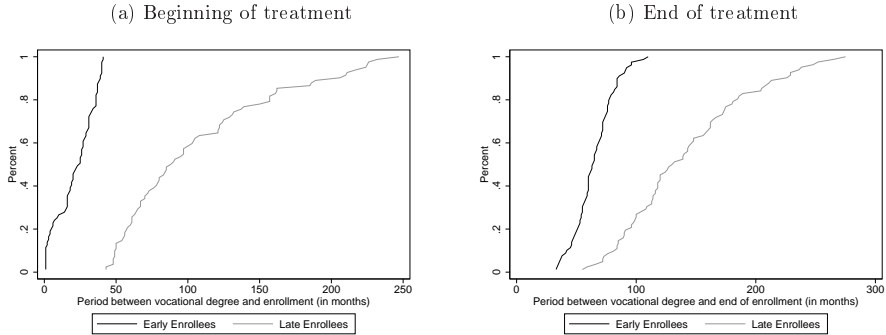 (a) Beginning of treatment
Percent
1
.8
.6
.4
.2
0
0 50 100 150 200 250
Period between vocational degree and enrollment (in months)
Early Enrollees Late Enrollees
(b) End of treatment
Percent
1
.8
.6
.4
.2
0
0 100 200 300
Period between vocational degree and end of enrollment (in months)
Early Enrollees Late Enrollees